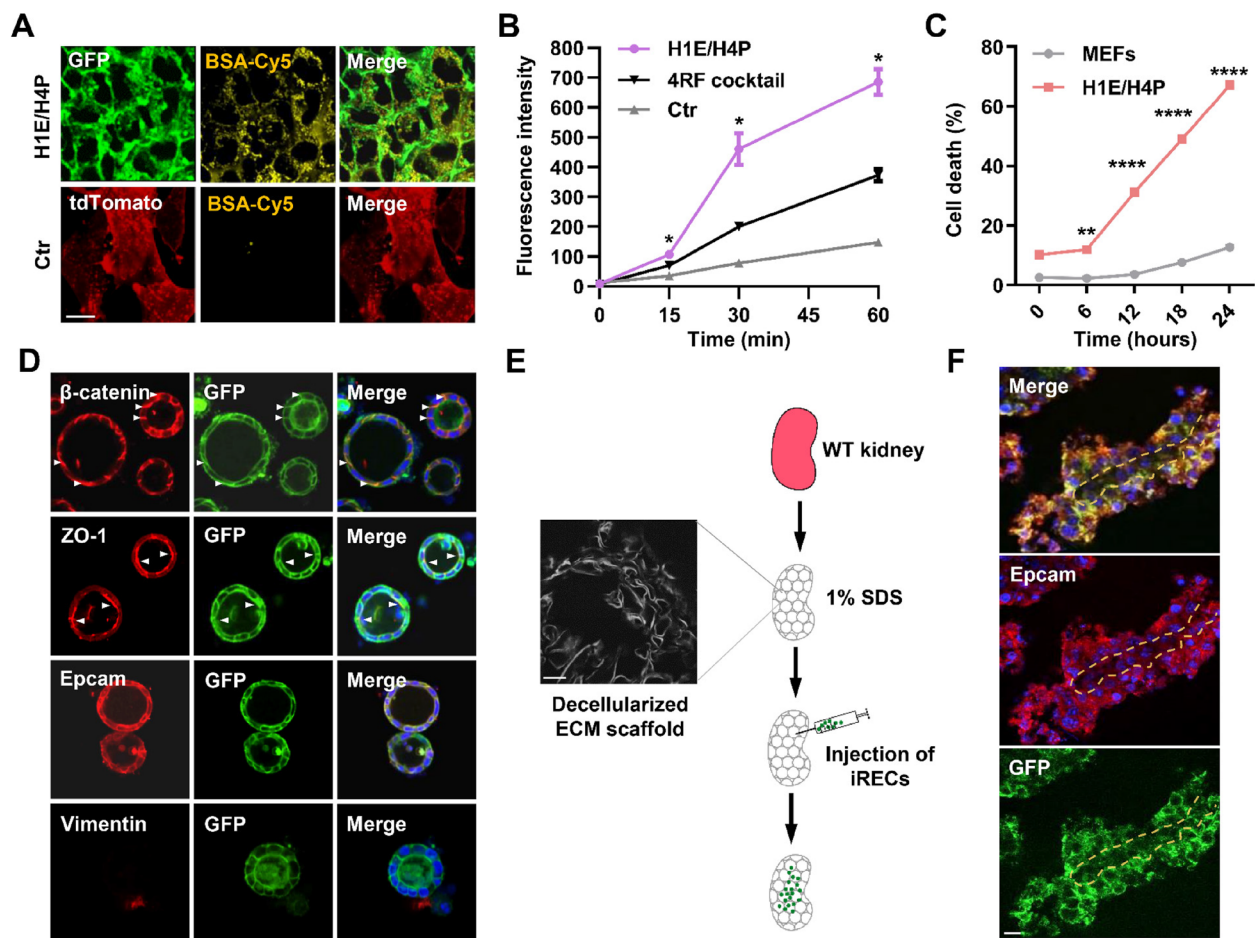 A
GFP
BSA-Cy5
Merge
H1E/H4P
tdTomato
BSA-Cy5
Merge
Ctr
B
Fluorescence intensity
800
700
600
500
400
300
200
100
0
H1E/H4P
4RF cocktail
Ctr
*
*
*
0
15
30
45
60
Time (min)
C
Cell death (%)
80
60
40
20
0
MEFs
H1E/H4P
**
****
****
****
0
6
12
18
24
Time (hours)
D
β-catenin
GFP
Merge
ZO-1
GFP
Merge
Epcam
GFP
Merge
Vimentin
GFP
Merge
E
WT kidney
1% SDS
Decellularized
ECM scaffold
Injection of
iRECs
F
Merge
Epcam
GFP